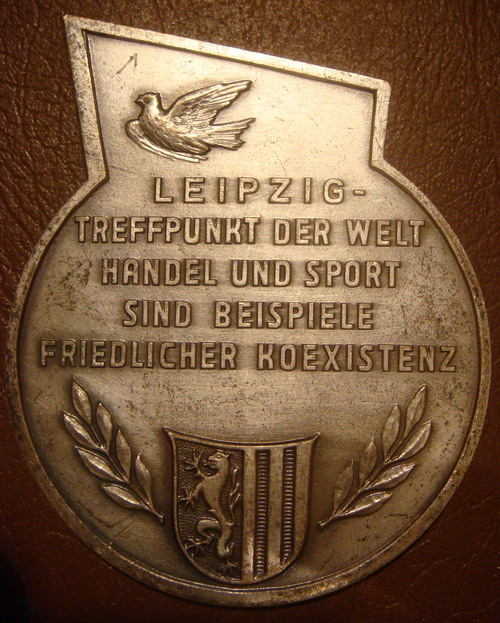 LEIPZIG-
TREFFPUNKT DER WELT
HANDEL UND SPORT
SIND BEISPIELE
FRIEDLICHER KOEXISTENZ